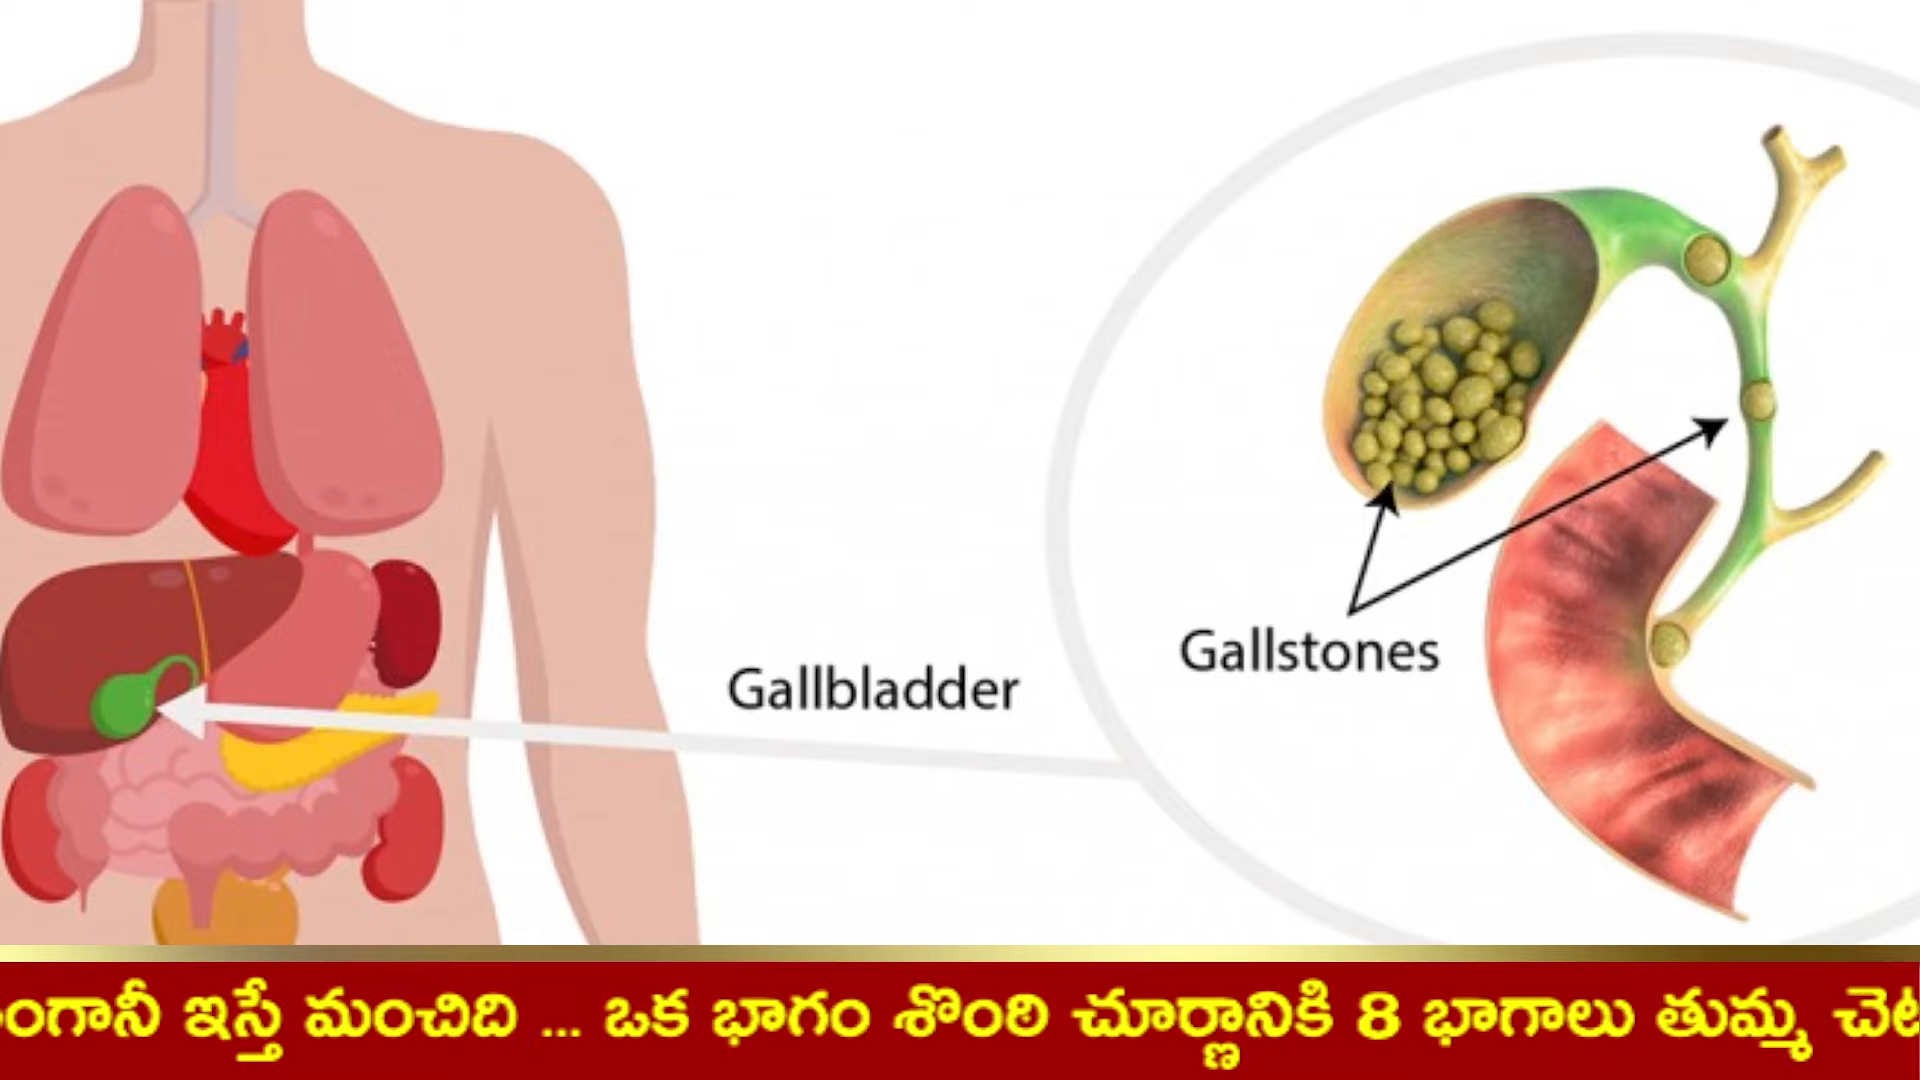 Gallbladder
Gallstones
ఇస్తే మంచిది ... ఒక భాగం శొంఠి చూర్ణానికి 8 భాగాలు తుమ్మ